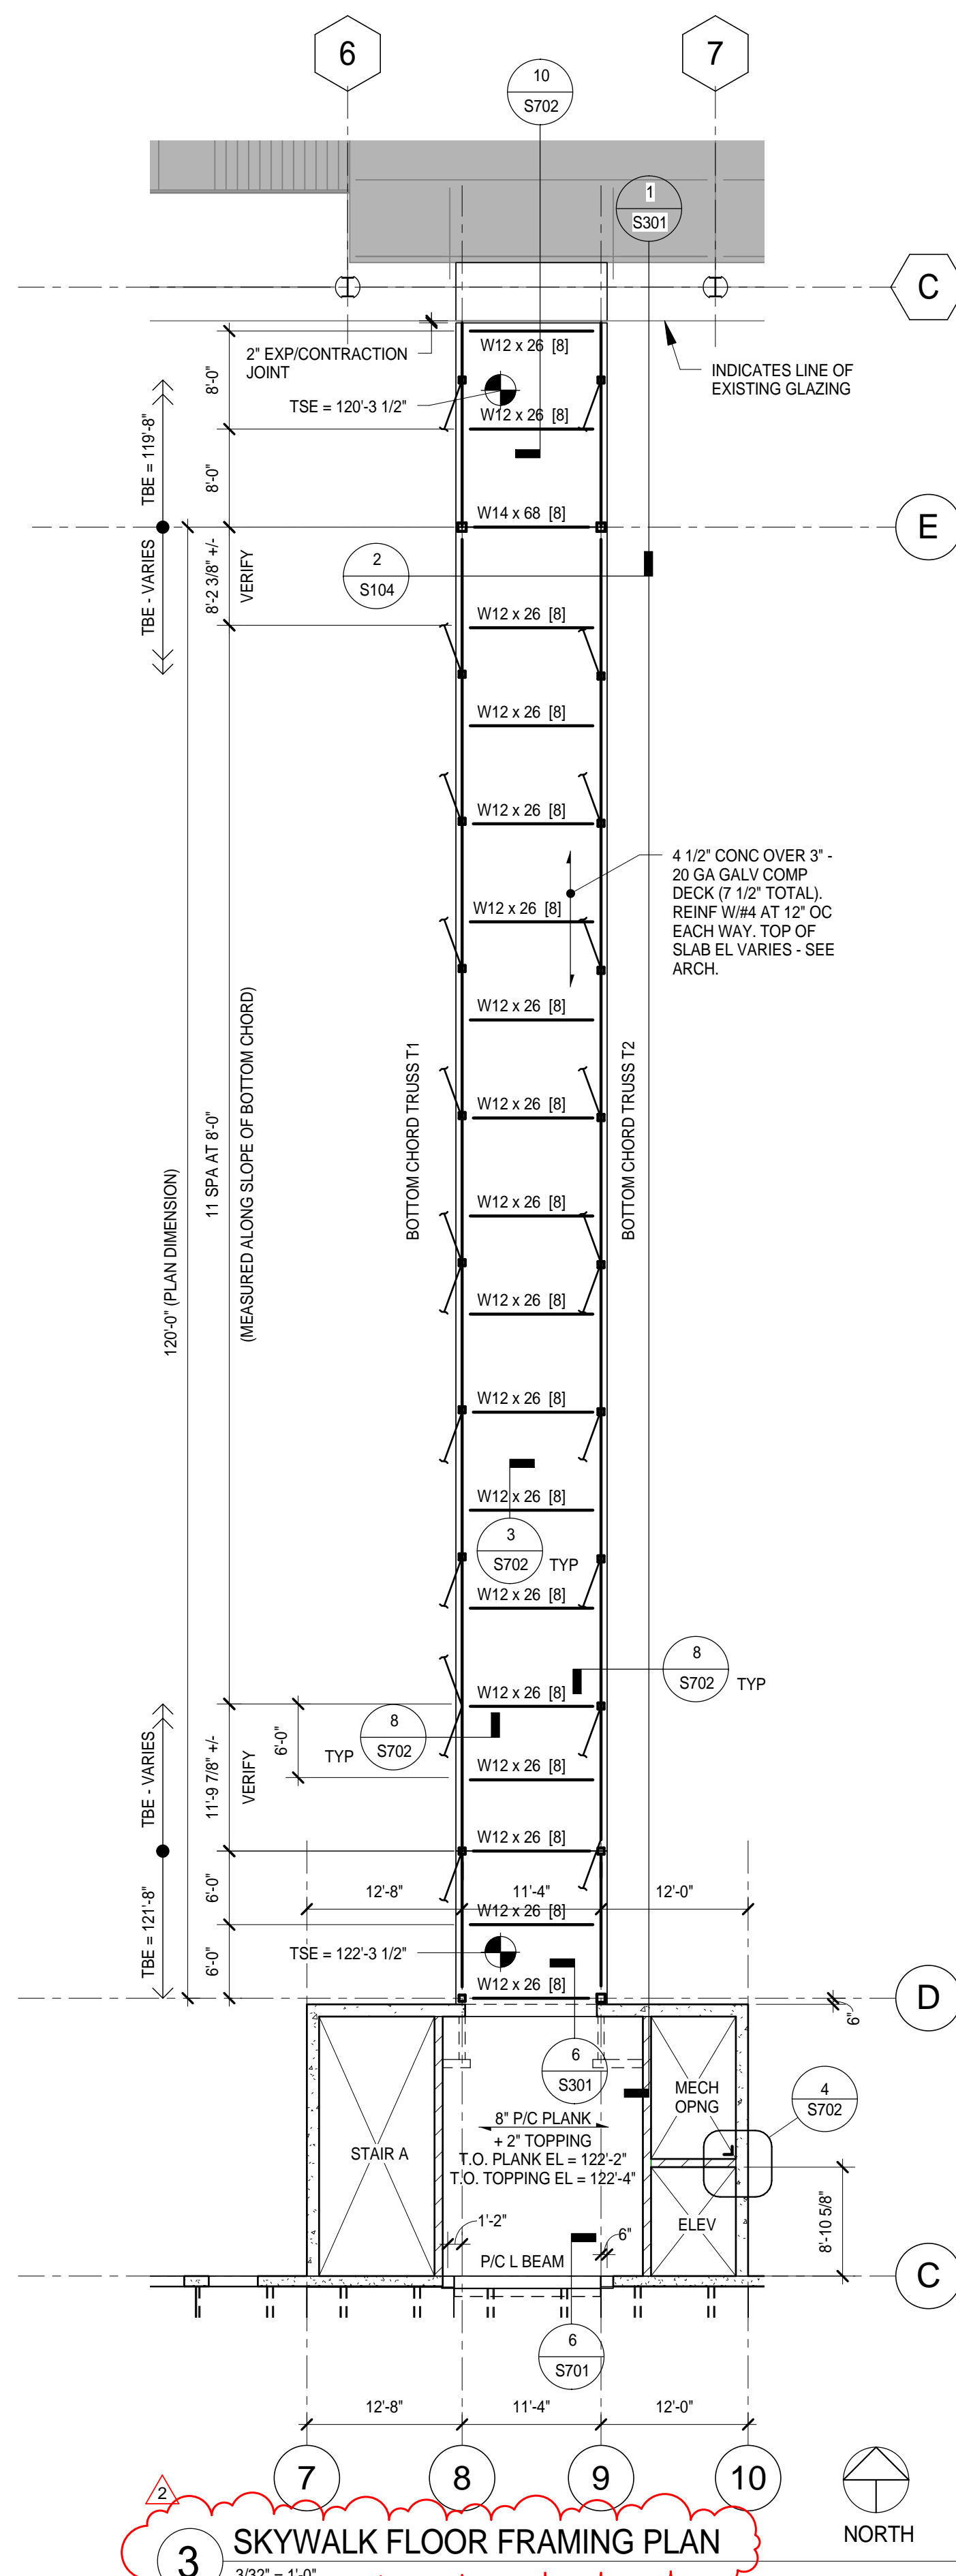 6
7
10
S702
1
S301
C
2" EXP/CONTRACTION
JOINT
W12 x 26 [8]
INDICATES LINE OF
EXISTING GLAZING
8'-0"
TSE = 120'-3 1/2"
W12 x 26 [8]
TBE = 119'-8"
8'-0"
W14 x 68 [8]
E
2
S104
TBE - VARIES
8'-2 3/8" +/-
VERIFY
W12 x 26 [8]
W12 x 26 [8]
W12 x 26 [8]
4 1/2" CONC OVER 3" -
20 GA GALV COMP
DECK (7 1/2" TOTAL).
REINF W/#4 AT 12" OC
EACH WAY. TOP OF
SLAB EL VARIES - SEE
ARCH.
W12 x 26 [8]
W12 x 26 [8]
120'-0" (PLAN DIMENSION)
11 SPA AT 8'-0"
(MEASURED ALONG SLOPE OF BOTTOM CHORD)
BOTTOM CHORD TRUSS T1
BOTTOM CHORD TRUSS T2
W12 x 26 [8]
W12 x 26 [8]
W12 x 26 [8]
W12 x 26 [8]
W12 x 26 [8]
3
S702
TYP
W12 x 26 [8]
8
S702
TYP
W12 x 26 [8]
8
S702
TYP
TBE - VARIES
11'-9 7/8" +/-
VERIFY
6'-0"
W12 x 26 [8]
W12 x 26 [8]
12'-8"
11'-4"
12'-0"
W12 x 26 [8]
6'-0"
TBE = 121'-8"
6'-0"
TSE = 122'-3 1/2"
W12 x 26 [8]
D
6"
6
S301
MECH
OPNG
4
S702
8" P/C PLANK
+ 2" TOPPING
T.O. PLANK EL = 122'-2"
T.O. TOPPING EL = 122'-4"
STAIR A
1'-2"
ELEV
6"
8'-10 5/8"
P/C L BEAM
C
6
S701
12'-8"
11'-4"
12'-0"
7
8
9
10
NORTH
2
3
SKYWALK FLOOR FRAMING PLAN
3/32" = 1'-0"